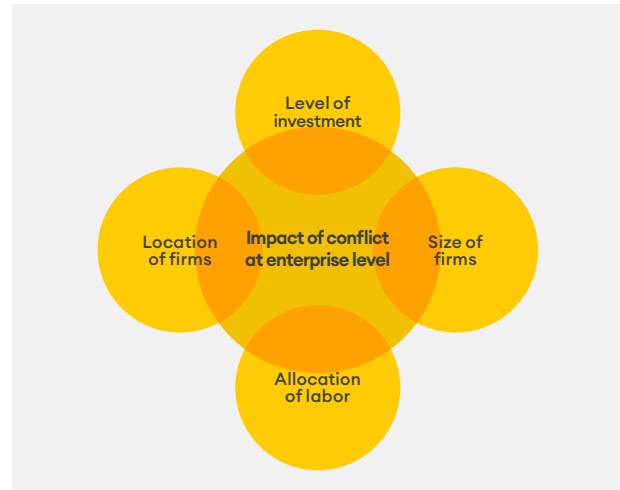 Level of
investment
Location
of firms
Impact of conflict
at enterprise level
Size of
firms
Allocation
of labor